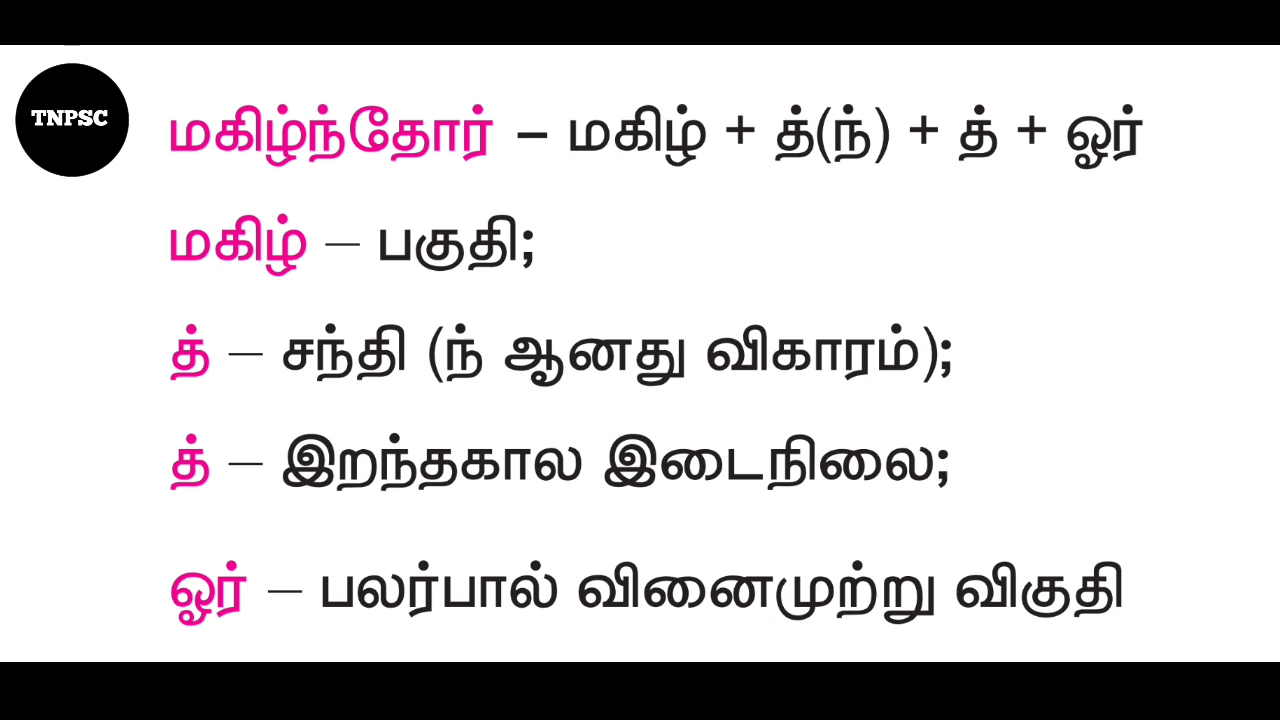 TNPSC
மகிழ்ந்தோர் – மகிழ் + த்(ந்) + த் + ஓர்
மகிழ் – பகுதி;
த் – சந்தி (ந் ஆனது விகாரம்);
த் – இறந்தகால இடைநிலை;
ஓர் – பலர்பால் வினைமுற்று விகுதி